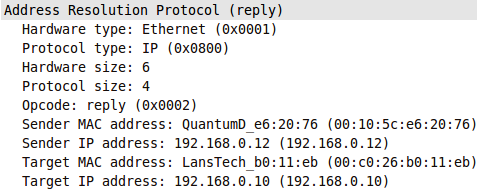 Address Resolution Protocol (reply)
Hardware type: Ethernet (0x0001)
Protocol type: IP (0x0800)
Hardware size: 6
Protocol size: 4
Opcode: reply (0x0002)
Sender MAC address: QuantumD_e6:20:76 (00:10:5c:e6:20:76)
Sender IP address: 192.168.0.12 (192.168.0.12)
Target MAC address: LansTech_b0:11:eb (00:c0:26:b0:11:eb)
Target IP address: 192.168.0.10 (192.168.0.10)